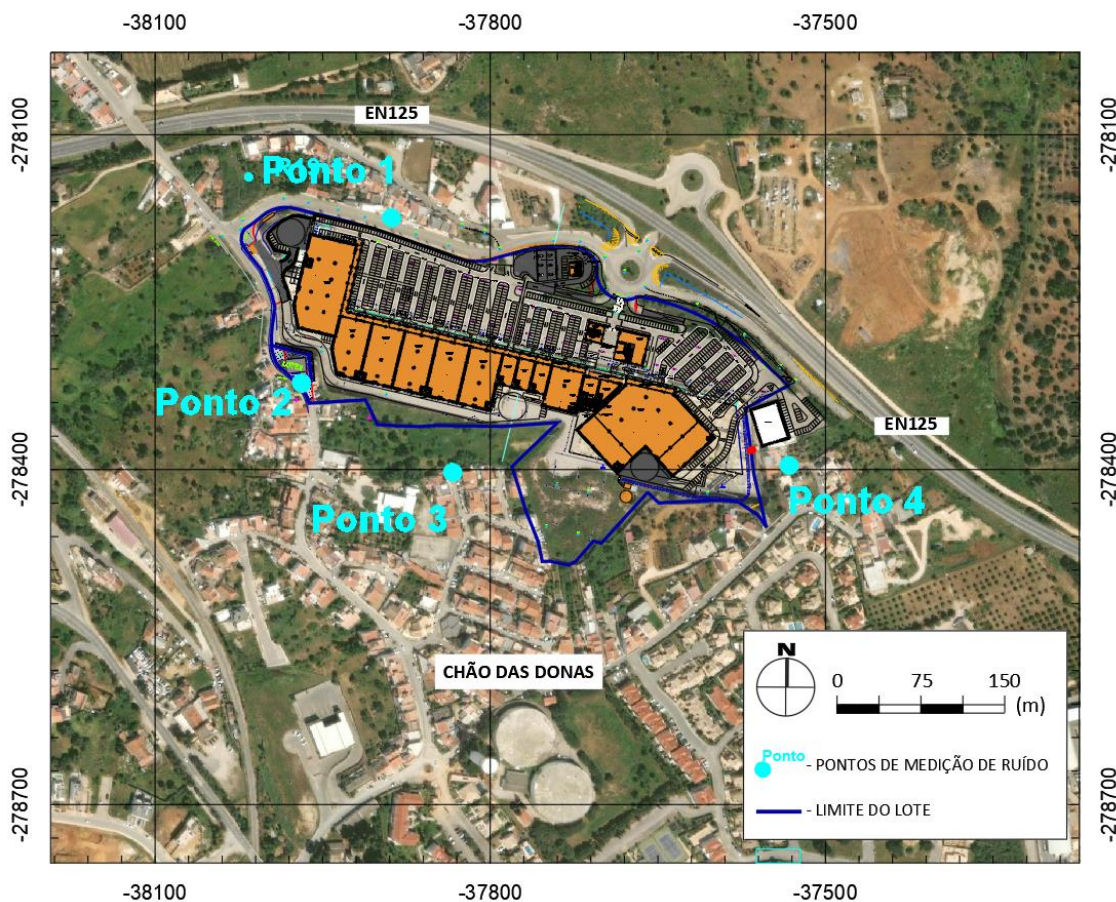 -38100 -37800 -37500
EN125
-278100 -278100
Ponto 1
Ponto 2
EN125
-278400 -278400
Ponto 3
Ponto 4
CHÃO DAS DONAS
N
0 75 150
(m)
Ponto - PONTOS DE MEDIÇÃO DE RUÍDO
- LIMITE DO LOTE
-278700 -278700
-38100 -37800 -37500